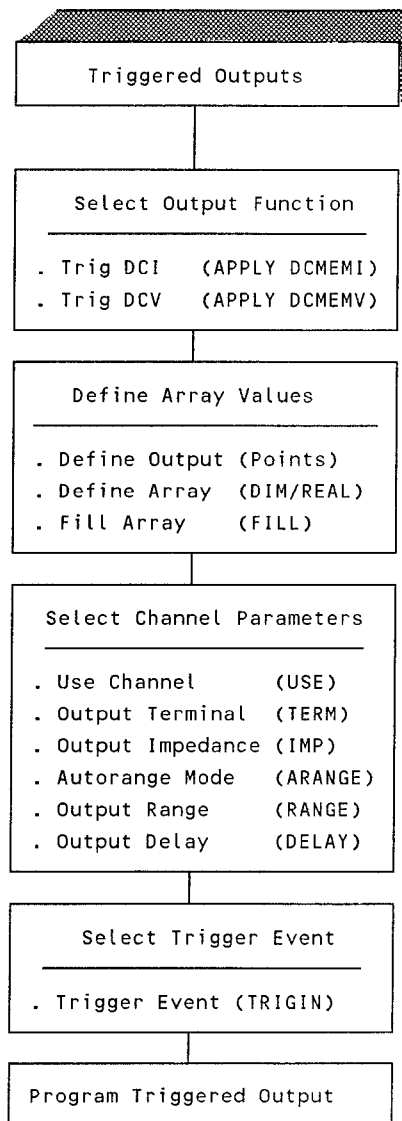 Triggered Outputs
Select Output Function
. Trig DCI (APPLY DCMEMI)
. Trig DCV (APPLY DCMEMV)
Define Array Values
. Define Output (Points)
. Define Array (DIM/REAL)
. Fill Array (FILL)
Select Channel Parameters
. Use Channel (USE)
. Output Terminal (TERM)
. Output Impedance (IMP)
. Autorange Mode (ARANGE)
. Output Range (RANGE)
. Output Delay (DELAY)
Select Trigger Event
. Trigger Event (TRIGIN)
Program Triggered Output